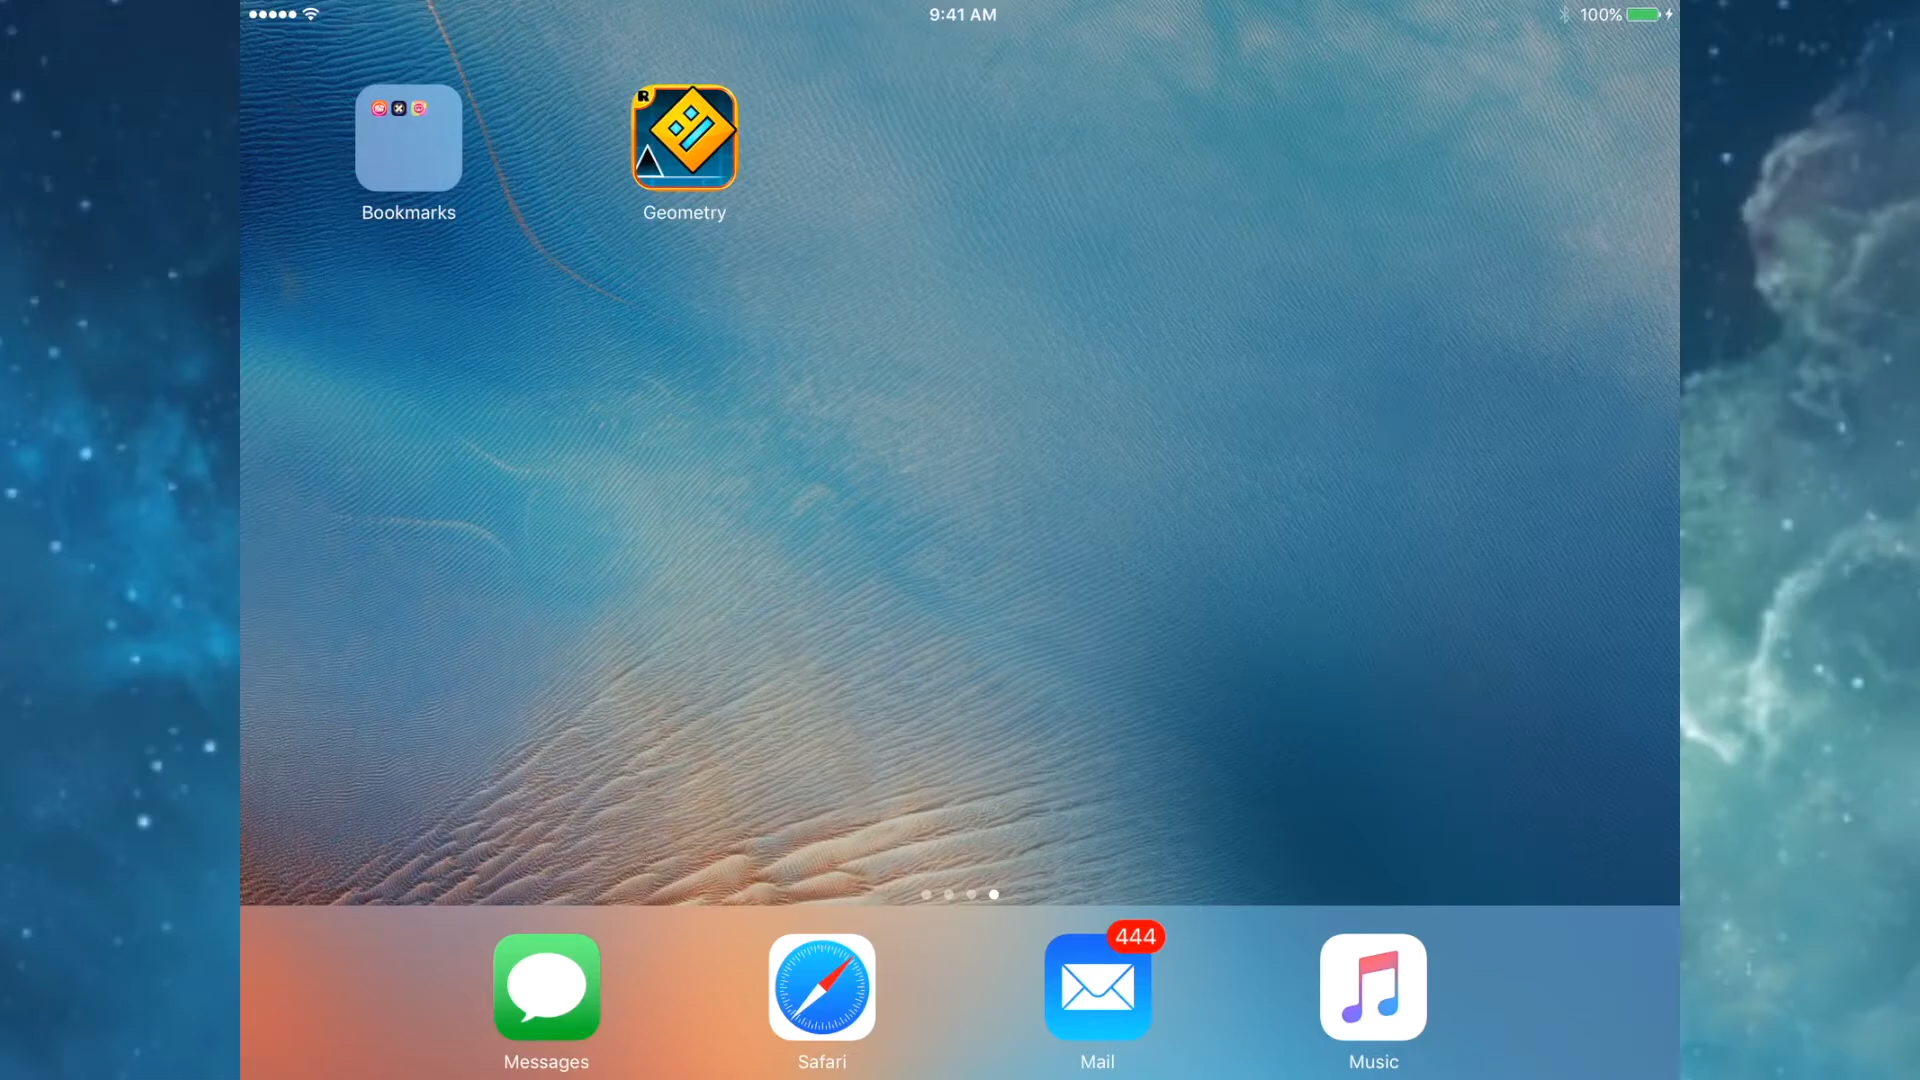 9:41 AM
100%
R
Bookmarks
Geometry
444
Messages
Safari
Mail
Music